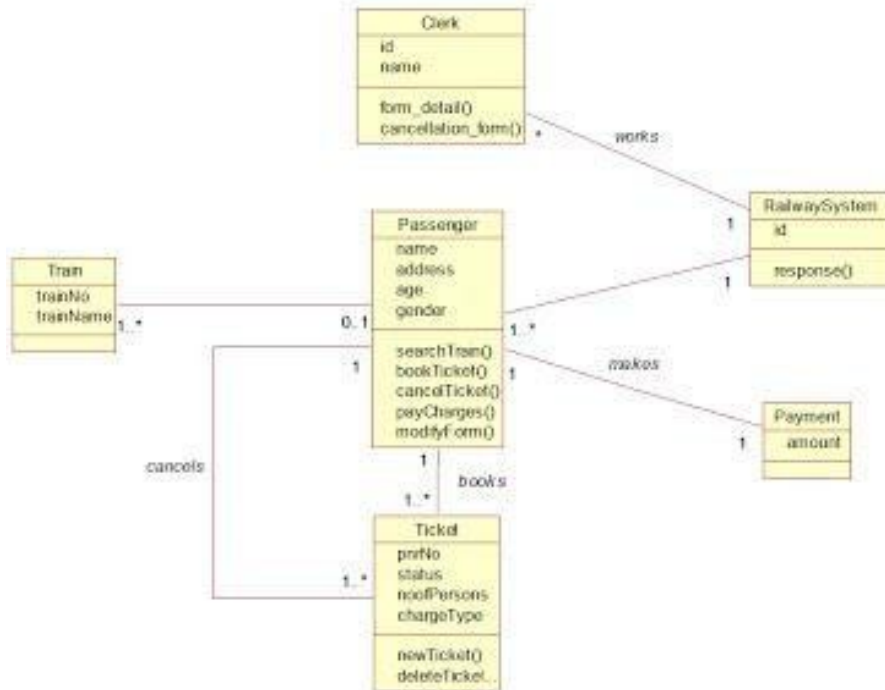 Clerk
id
name
form_detail()
cancellation_form()
*
works
1
RailwaySystem
id
response()
1
Passenger
name
address
age
gender
searchTrain()
bookTicket()
cancelTicket()
payCharges()
modifyForm()
Train
trainNo
trainName
1..*
0..1
1..*
1
1
makes
1
Payment
amount
cancels
1
books
1..*
1..*
Ticket
pnrNo
status
noofPersons
chargeType
newTicket()
deleteTicket...